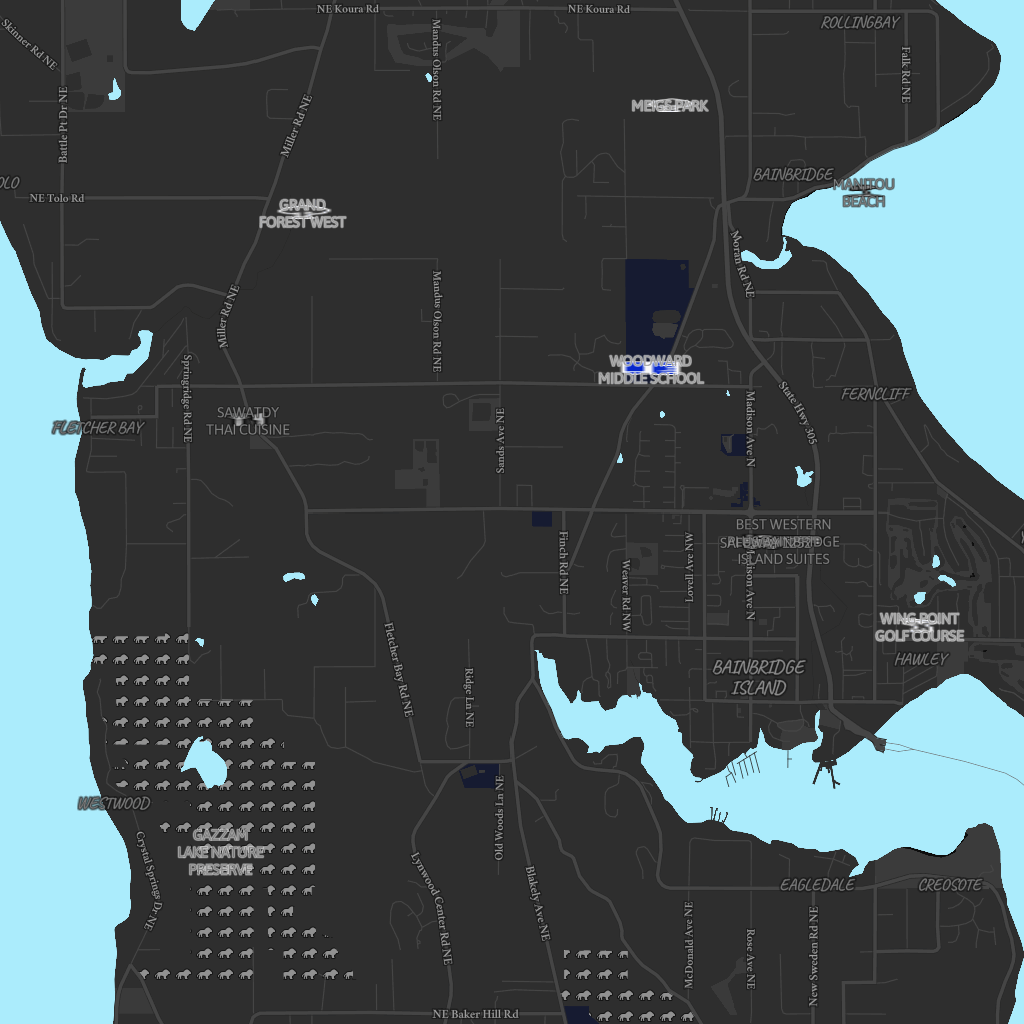 NE Koura Rd
NE Koura Rd
ROLLINGBAY
Skinner Rd NE
Mandus Olson Rd NE
Falk Rd NE
Battle Pt Dr NE
Miller Rd NE
MEIGS PARK
BAINBRIDGE
OLO
NE Tolo Rd
MANITOU
BEACH
GRAND
FOREST WEST
Moran Rd NE
Miller Rd NE
Mandus Olson Rd NE
WOODWARD
MIDDLE SCHOOL
Springridge Rd NE
State Hwy 305
FERNCLIFF
Madison Ave N
SAWATDY
THAI CUISINE
FLETCHER BAY
Sands Ave NE
BEST WESTERN
ISLAND SUITES
Finch Rd NE
Weaver Rd NW
Lovell Ave NW
Madison Ave N
WING POINT
GOLF COURSE
HAWLEY
Fletcher Bay Rd NE
Ridge Ln NE
BAINBRIDGE
ISLAND
WESTWOOD
Old Woods Ln NE
GAZZAM
LAKE NATURE
PRESERVE
Crystal Springs Dr NE
Lynwood Center Rd NE
Blakely Ave NE
EAGLEDALE
CREOSOTE
McDonald Ave NE
Rose Ave NE
New Sweden Rd NE
NE Baker Hill Rd